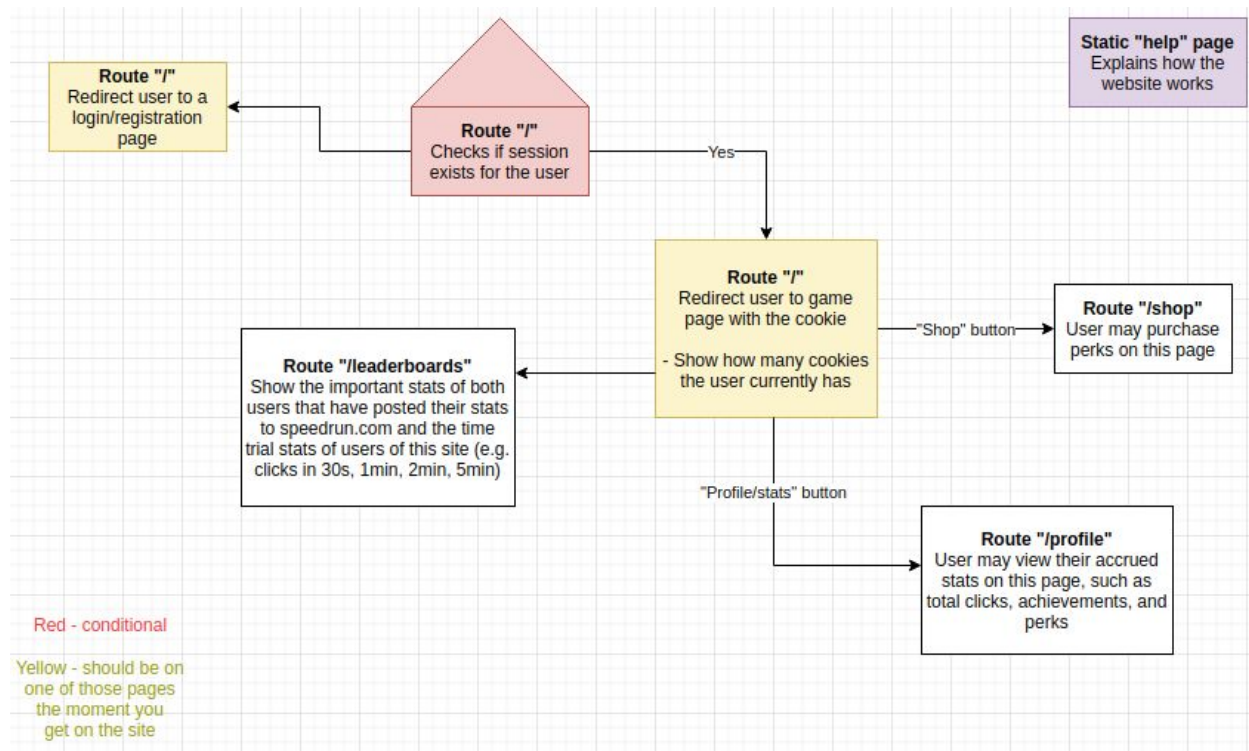 Route "/"
Redirect user to a
login/registration
page
Route "/"
Checks if session
exists for the user
Static "help" page
Explains how the
website works
Yes
Route "/"
Redirect user to game
page with the cookie
- Show how many cookies
the user currently has
"Shop" button
Route "/shop"
User may purchase
perks on this page
Route "/leaderboards"
Show the important stats of both
users that have posted their stats
to speedrun.com and the time
trial stats of users of this site (e.g.
clicks in 30s, 1min, 2min, 5min)
"Profile/stats" button
Route "/profile"
User may view their accrued
stats on this page, such as
total clicks, achievements, and
perks
Red - conditional
Yellow - should be on
one of those pages
the moment you
get on the site